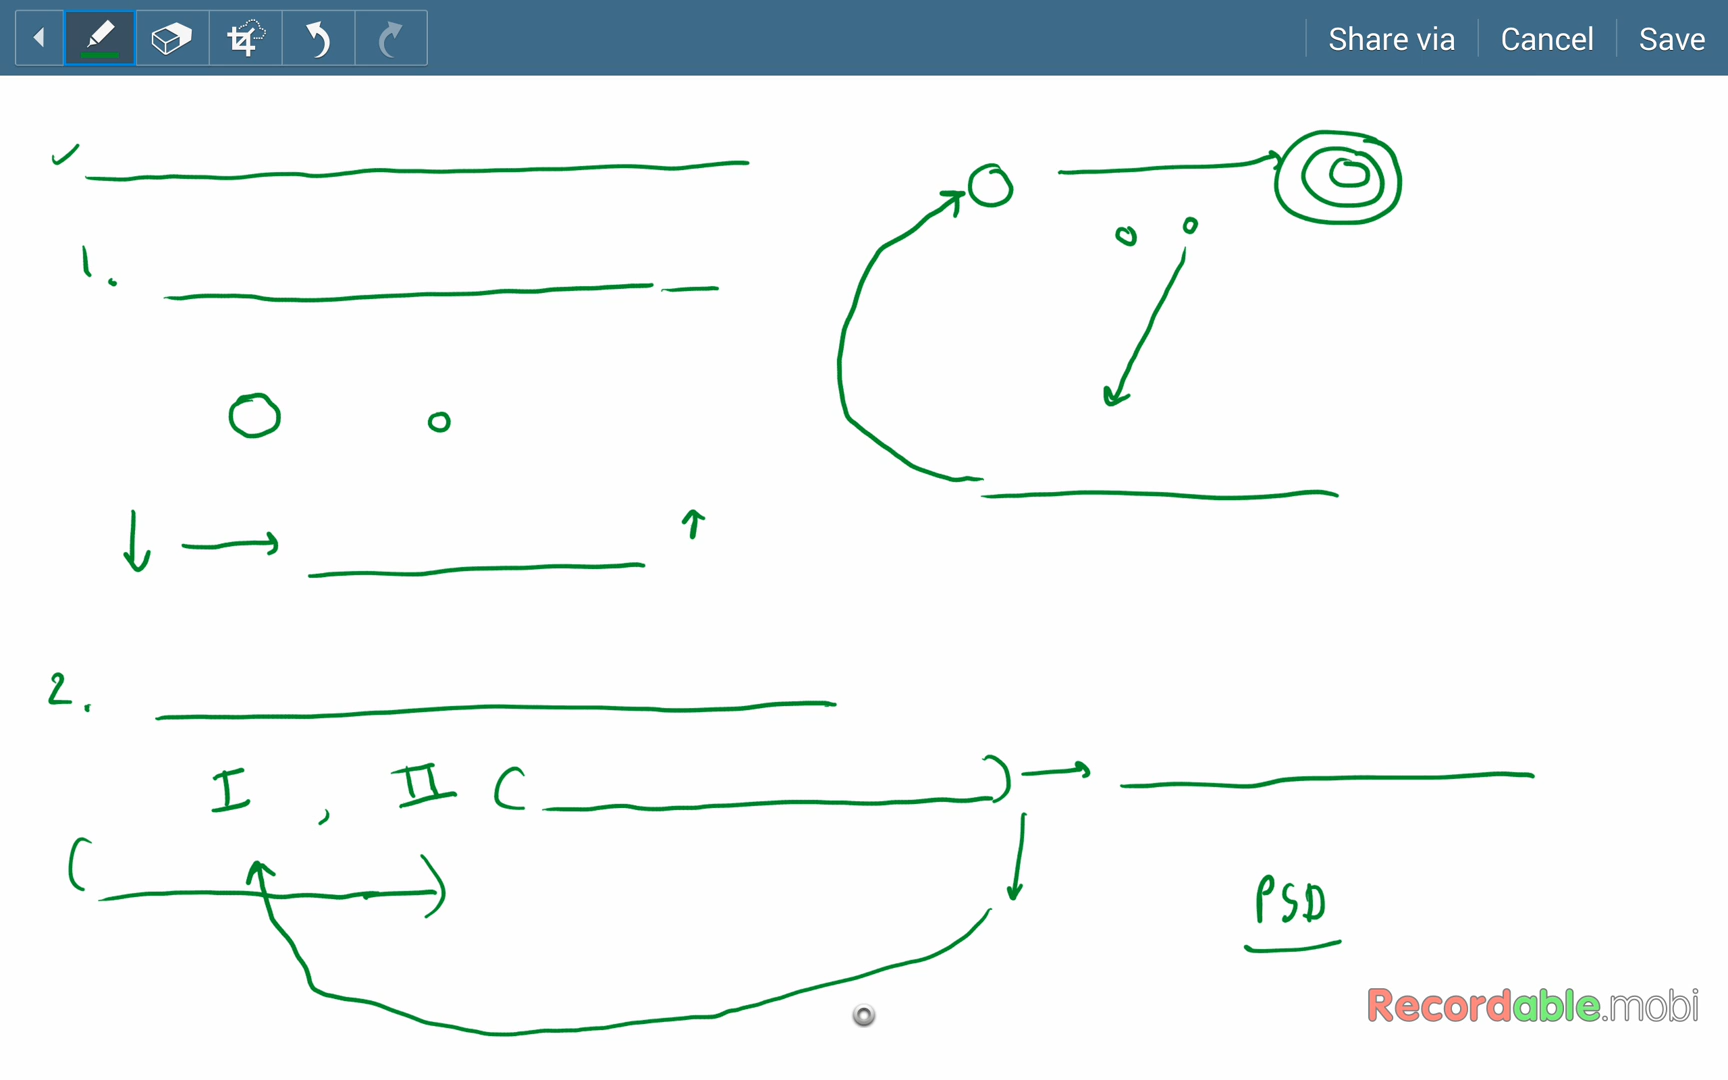 Share via Cancel Save
1.
2.
I , II ( )
( )
PSD
Recordable.mobi